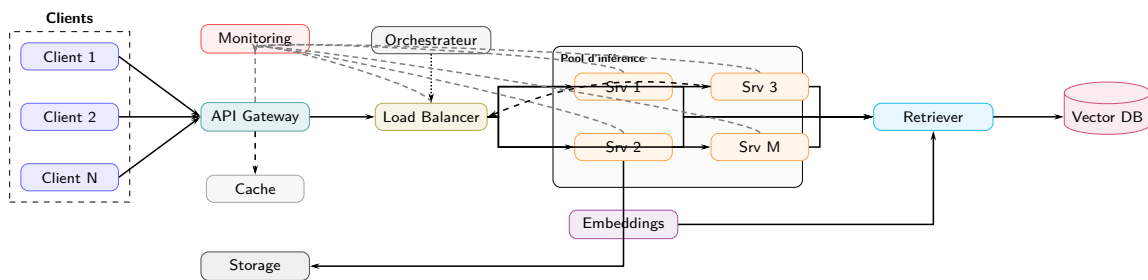 Clients
Client 1
Client 2
Client N
Monitoring
API Gateway
Cache
Storage
Orchestrateur
Load Balancer
Pool d'inférence
Srv 1
Srv 3
Srv 2
Srv M
Embeddings
Retriever
Vector DB